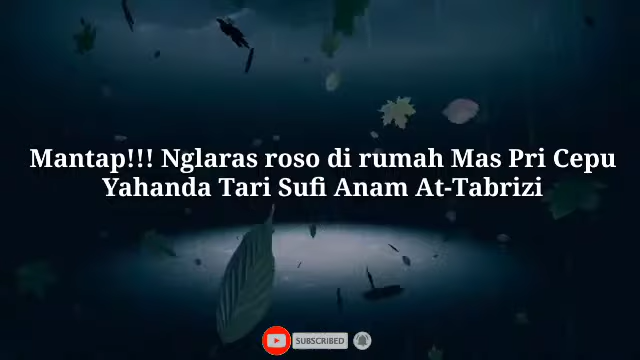 Mantap!!! Nglaras roso di rumah Mas Pri Cepu
Yahanda Tari Sufi Anam At-Tabrizi
SUBSCRIBED